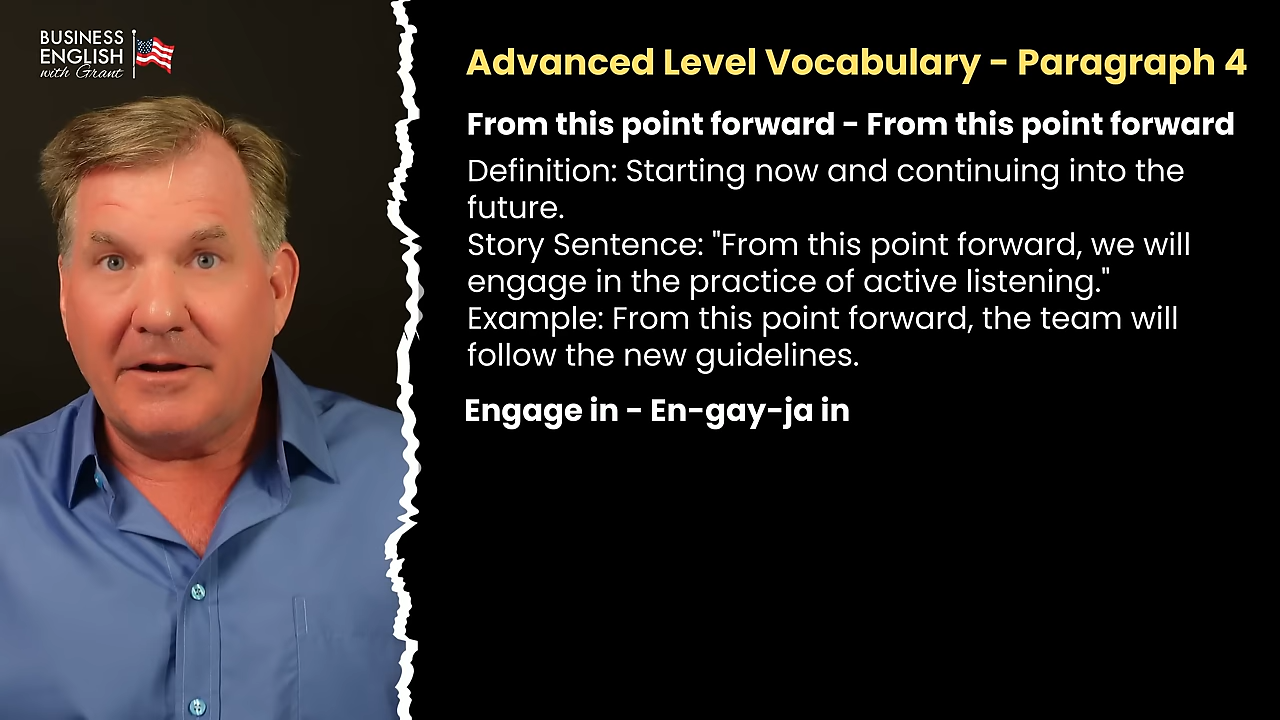 BUSINESS
ENGLISH
with Grant
Advanced Level Vocabulary - Paragraph 4
From this point forward - From this point forward
Definition: Starting now and continuing into the
future.
Story Sentence: "From this point forward, we will
engage in the practice of active listening."
Example: From this point forward, the team will
follow the new guidelines.
Engage in - En-gay-ja in